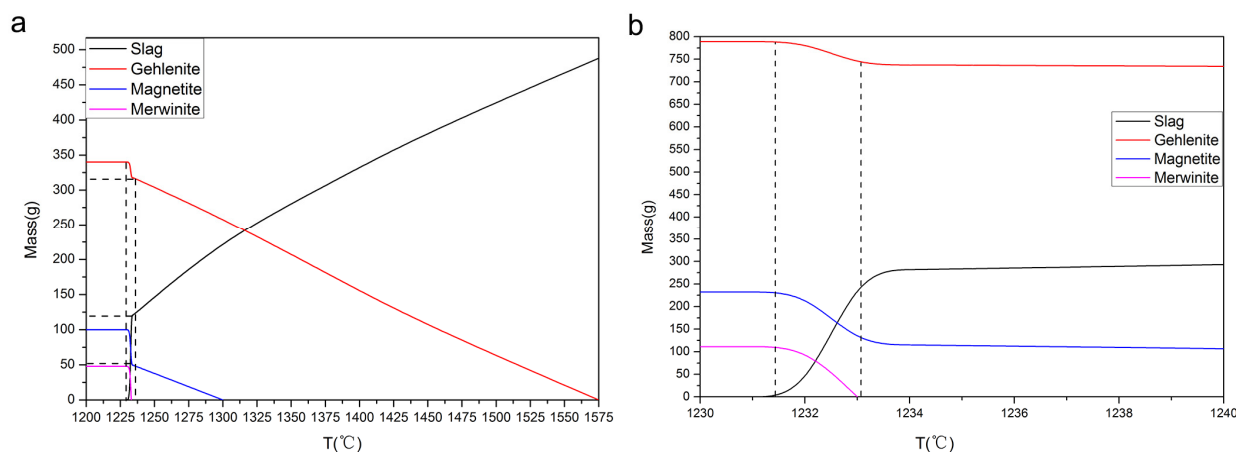 a
Mass(g)
500
450
400
350
300
250
200
150
100
50
0
Slag
Gehlenite
Magnetite
Merwinite
1200 1225 1250 1275 1300 1325 1350 1375 1400 1425 1450 1475 1500 1525 1550 1575
T(℃)
b
Mass(g)
800
750
700
650
600
550
500
450
400
350
300
250
200
150
100
50
0
Slag
Gehlenite
Magnetite
Merwinite
1230 1232 1234 1236 1238 1240
T(℃)